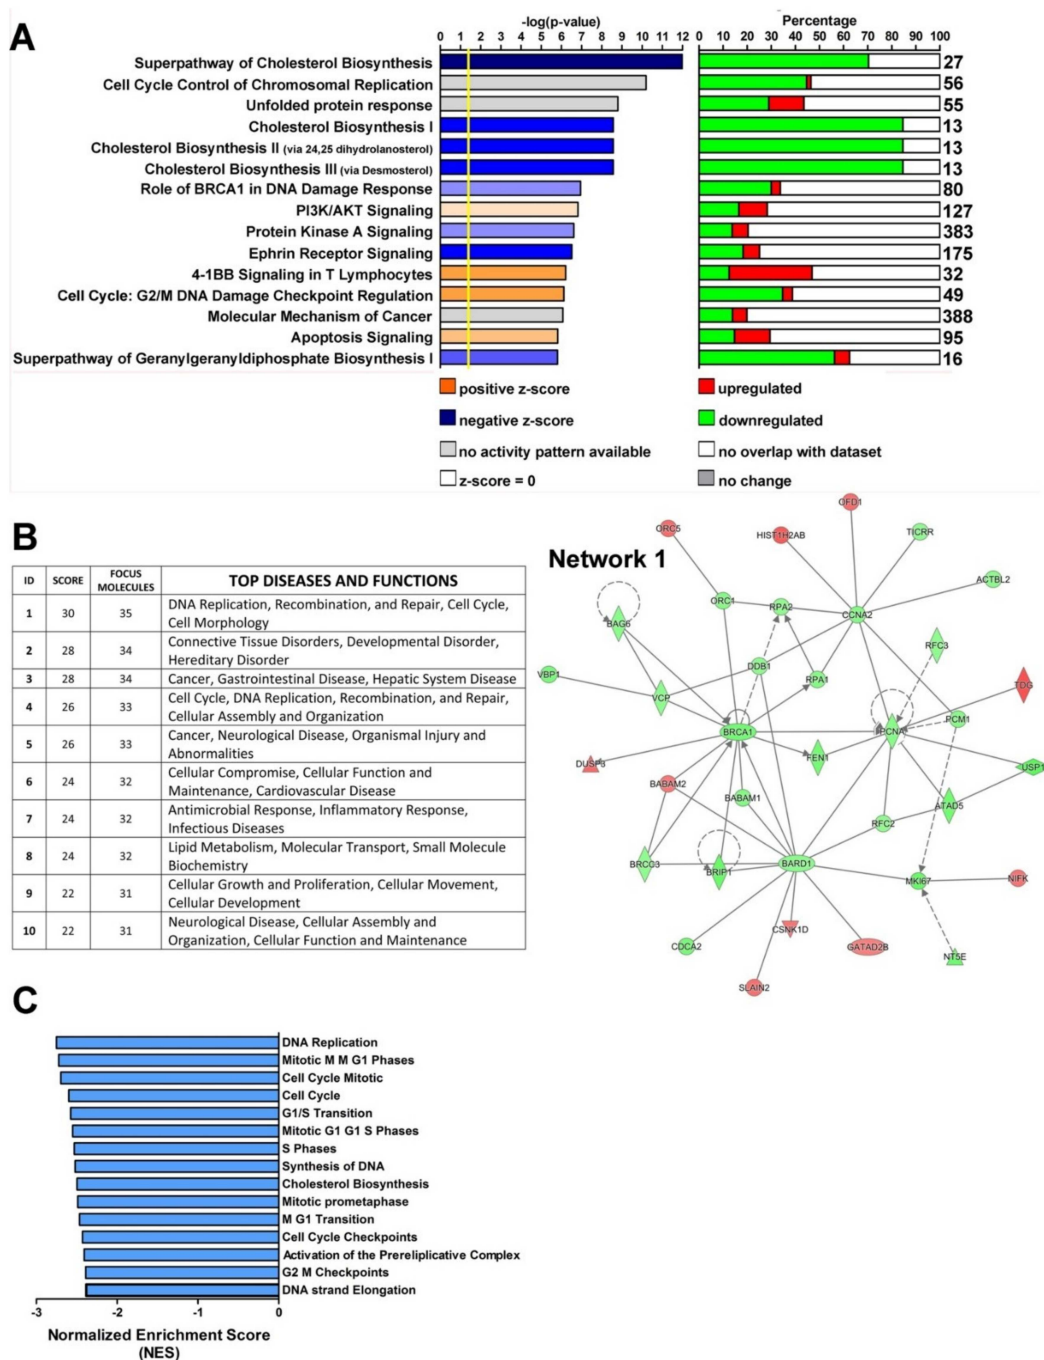 A
-log(p-value)
0 1 2 3 4 5 6 7 8 9 10 11 12
Percentage
0 10 20 30 40 50 60 70 80 90 100
Superpathway of Cholesterol Biosynthesis 27
Cell Cycle Control of Chromosomal Replication 56
Unfolded protein response 55
Cholesterol Biosynthesis I 13
Cholesterol Biosynthesis II (via 24,25 dihydrolanosterol) 13
Cholesterol Biosynthesis III (via Desmosterol) 13
Role of BRCA1 in DNA Damage Response 80
PI3K/AKT Signaling 127
Protein Kinase A Signaling 383
Ephrin Receptor Signaling 175
4-1BB Signaling in T Lymphocytes 32
Cell Cycle: G2/M DNA Damage Checkpoint Regulation 49
Molecular Mechanism of Cancer 388
Apoptosis Signaling 95
Superpathway of Geranylgeranyldiphosphate Biosynthesis I 16
positive z-score
negative z-score
no activity pattern available
z-score = 0
upregulated
downregulated
no overlap with dataset
no change
B
ID SCORE FOCUS MOLECULES TOP DISEASES AND FUNCTIONS
1 30 35 DNA Replication, Recombination, and Repair, Cell Cycle,
Cell Morphology
2 28 34 Connective Tissue Disorders, Developmental Disorder,
Hereditary Disorder
3 28 34 Cancer, Gastrointestinal Disease, Hepatic System Disease
4 26 33 Cell Cycle, DNA Replication, Recombination, and Repair,
Cellular Assembly and Organization
5 26 33 Cancer, Neurological Disease, Organismal Injury and
Abnormalities
6 24 32 Cellular Compromise, Cellular Function and
Maintenance, Cardiovascular Disease
7 24 32 Antimicrobial Response, Inflammatory Response,
Infectious Diseases
8 24 32 Lipid Metabolism, Molecular Transport, Small Molecule
Biochemistry
9 22 31 Cellular Growth and Proliferation, Cellular Movement,
Cellular Development
10 22 31 Neurological Disease, Cellular Assembly and
Organization, Cellular Function and Maintenance
Network 1
OFD1
ORC5
HIST1H2AB
TICRR
ACTBL2
ORC1
RPA2
CCNA2
BAG6
RFC3
VBP1
DDB1
RPA1
TDG
VCP
PCM1
BRCA1
PCNA
DUSP3
FEN1
USP1
BABAM2
BABAM1
ATAD5
RFC2
BRCC3
BRIP1
BARD1
MKI67
NIFK
CSNK1D
CDCA2
GATAD2B
NT5E
SLAIN2
C
DNA Replication
Mitotic M M G1 Phases
Cell Cycle Mitotic
Cell Cycle
G1/S Transition
Mitotic G1 G1 S Phases
S Phases
Synthesis of DNA
Cholesterol Biosynthesis
Mitotic prometaphase
M G1 Transition
Cell Cycle Checkpoints
Activation of the Prereliplicative Complex
G2 M Checkpoints
DNA strand Elongation
-3 -2 -1 0
Normalized Enrichment Score
(NES)